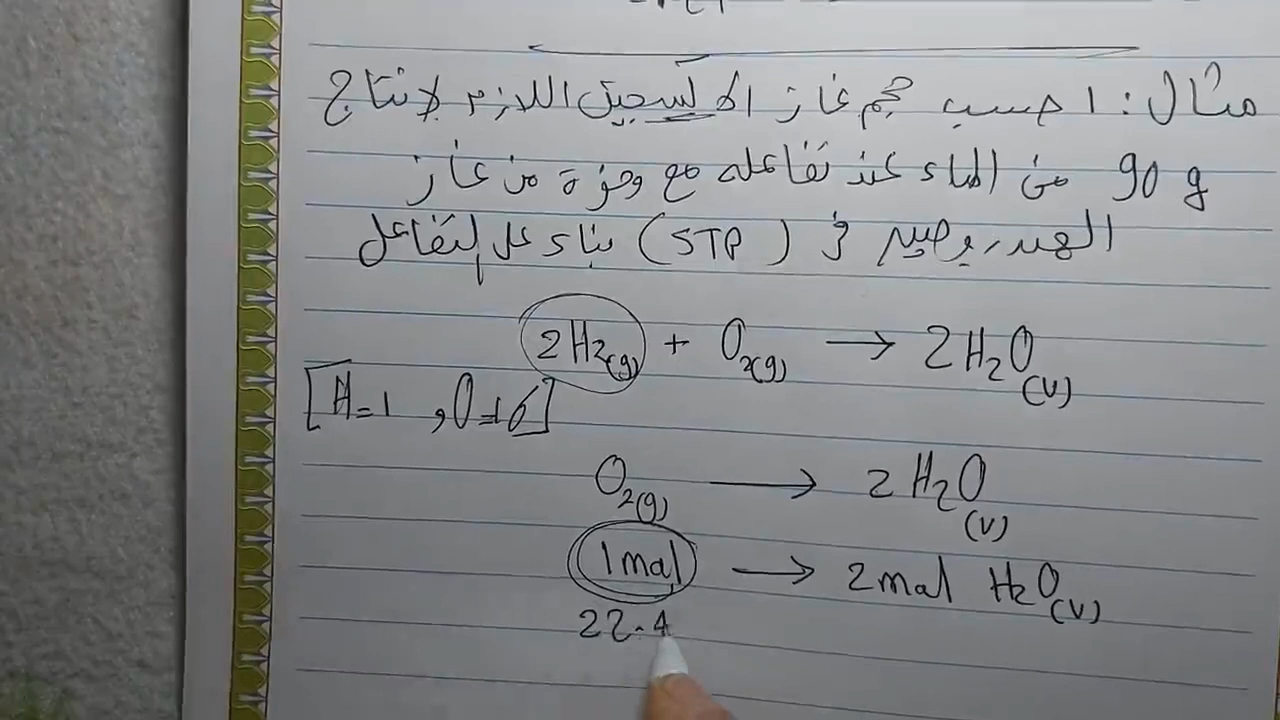 مثال : احسب حجم غاز الأكسجين اللازم لإنتاج
90 g من الماء عند تفاعله مع وفرة من غاز
الهيدروجين في ( STP ) بناء على التفاعل
2H2(g) + O2(g) → 2H2O(v)
[H=1 , O=16]
O2(g) → 2H2O(v)
1mol → 2mol H2O(v)
22.4